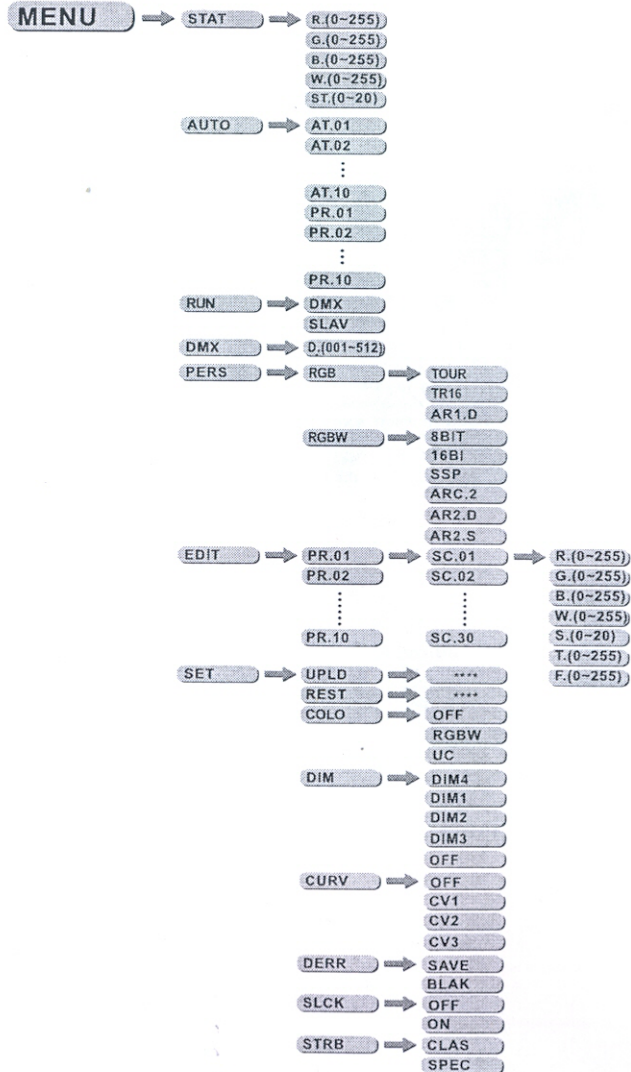 MENU STAT R.(0~255)
G.(0~255)
B.(0~255)
W.(0~255)
ST.(0~20)
AUTO AT.01
AT.02
AT.10
PR.01
PR.02
PR.10
RUN DMX
SLAV
DMX D.(001~512)
PERS RGB TOUR
TR16
AR1.D
RGBW 8BIT
16BI
SSP
ARC.2
AR2.D
AR2.S
EDIT PR.01 SC.01 R.(0~255)
PR.02 SC.02 G.(0~255)
B.(0~255)
W.(0~255)
PR.10 SC.30 S.(0~20)
T.(0~255)
SET UPLD **** F.(0~255)
REST ****
COLO OFF
RGBW
UC
DIM DIM4
DIM1
DIM2
DIM3
OFF
CURV OFF
CV1
CV2
CV3
DERR SAVE
BLAK
SLCK OFF
ON
STRB CLAS
SPEC